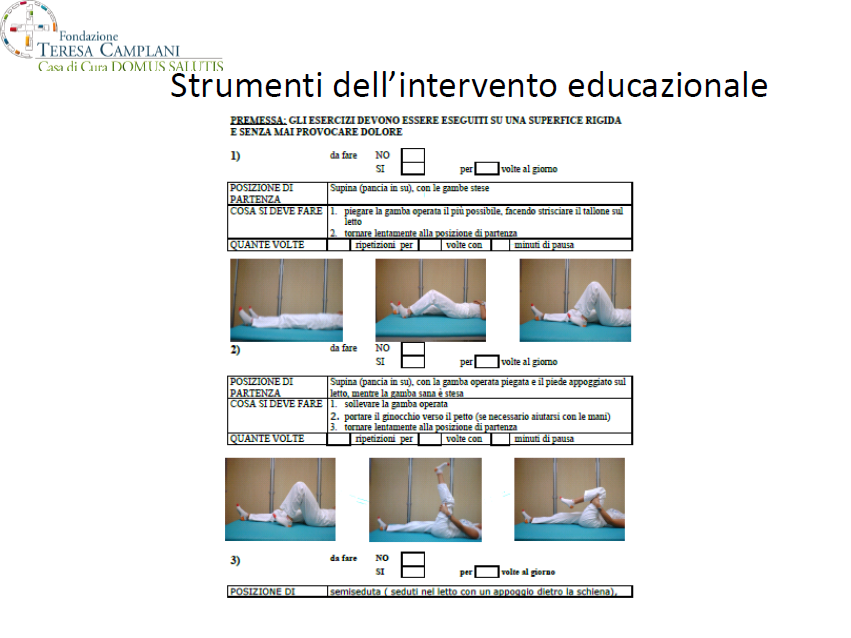 Fondazione
TERESA CAMPLANI
Casa di Cura DOMUS SALUTIS
Strumenti dell’intervento educazionale
PREMESSA: GLI ESERCIZI DEVONO ESSERE ESEGUITI SU UNA SUPERFICE RIGIDA
E SENZA MAI PROVOCARE DOLORE
1) da fare NO
SI per volte al giorno
POSIZIONE DI PARTENZA
Supina (pancia in su), con le gambe stese
COSA SI DEVE FARE
1. piegare la gamba operata il più possibile, facendo strisciare il tallone sul
letto
2. tornare lentamente alla posizione di partenza
QUANTE VOLTE ripetizioni per volte con minuti di pausa
2) da fare NO
SI per volte al giorno
POSIZIONE DI PARTENZA
Supina (pancia in su), con la gamba operata piegata e il piede appoggiato sul
letto, mentre la gamba sana è stesa
COSA SI DEVE FARE
1. sollevare la gamba operata
2. portare il ginocchio verso il petto (se necessario aiutarsi con le mani)
3. tornare lentamente alla posizione di partenza
QUANTE VOLTE ripetizioni per volte con minuti di pausa
3) da fare NO
SI per volte al giorno
POSIZIONE DI semiseduta ( seduti nel letto con un appoggio dietro la schiena),